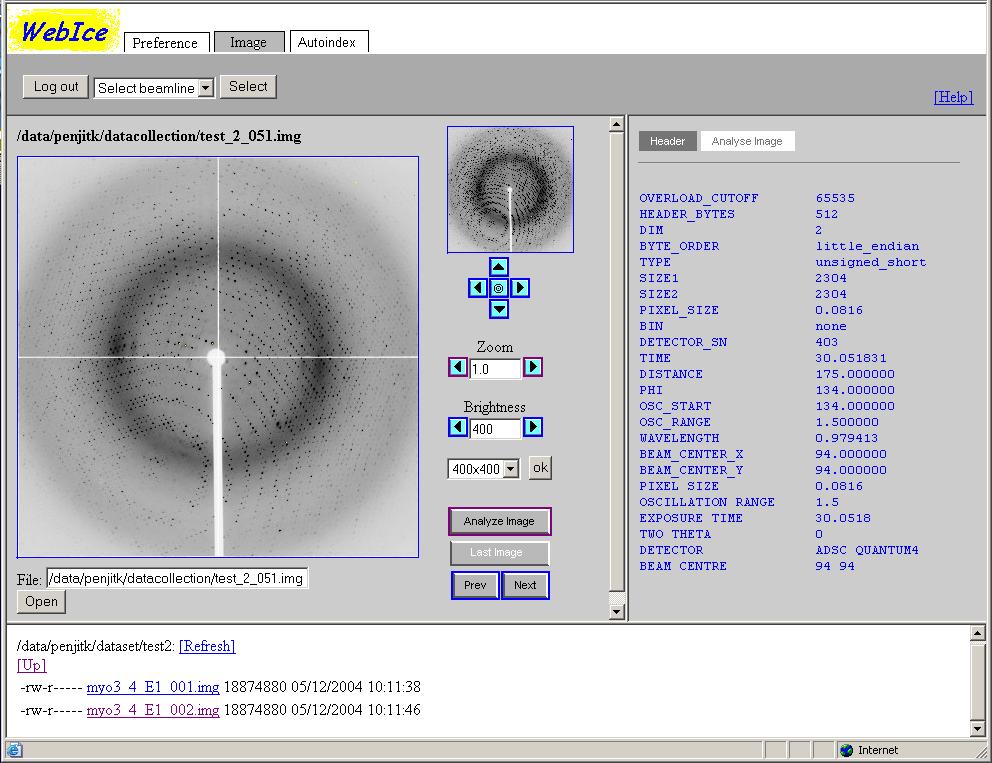 WebIce
Preference
Image
Autoindex
Log out
Select beamline
Select
[Help]
/data/penjitk/datacollection/test_2_051.img
Zoom
1.0
Brightness
400
400x400
ok
Analyze Image
Last Image
Prev
Next
File: /data/penjitk/datacollection/test_2_051.img
Open
Header
Analyse Image
OVERLOAD_CUTOFF 65535
HEADER_BYTES 512
DIM 2
BYTE_ORDER little_endian
TYPE unsigned_short
SIZE1 2304
SIZE2 2304
PIXEL_SIZE 0.0816
BIN none
DETECTOR_SN 403
TIME 30.051831
DISTANCE 175.000000
PHI 134.000000
OSC_START 134.000000
OSC_RANGE 1.500000
WAVELENGTH 0.979413
BEAM_CENTER_X 94.000000
BEAM_CENTER_Y 94.000000
PIXEL SIZE 0.0816
OSCILLATION RANGE 1.5
EXPOSURE TIME 30.0518
TWO THETA 0
DETECTOR ADSC QUANTUM4
BEAM CENTRE 94 94
/data/penjitk/dataset/test2: [Refresh]
[Up]
-rw-r----- myo3_4_E1_001.img 18874880 05/12/2004 10:11:38
-rw-r----- myo3_4_E1_002.img 18874880 05/12/2004 10:11:46
Internet